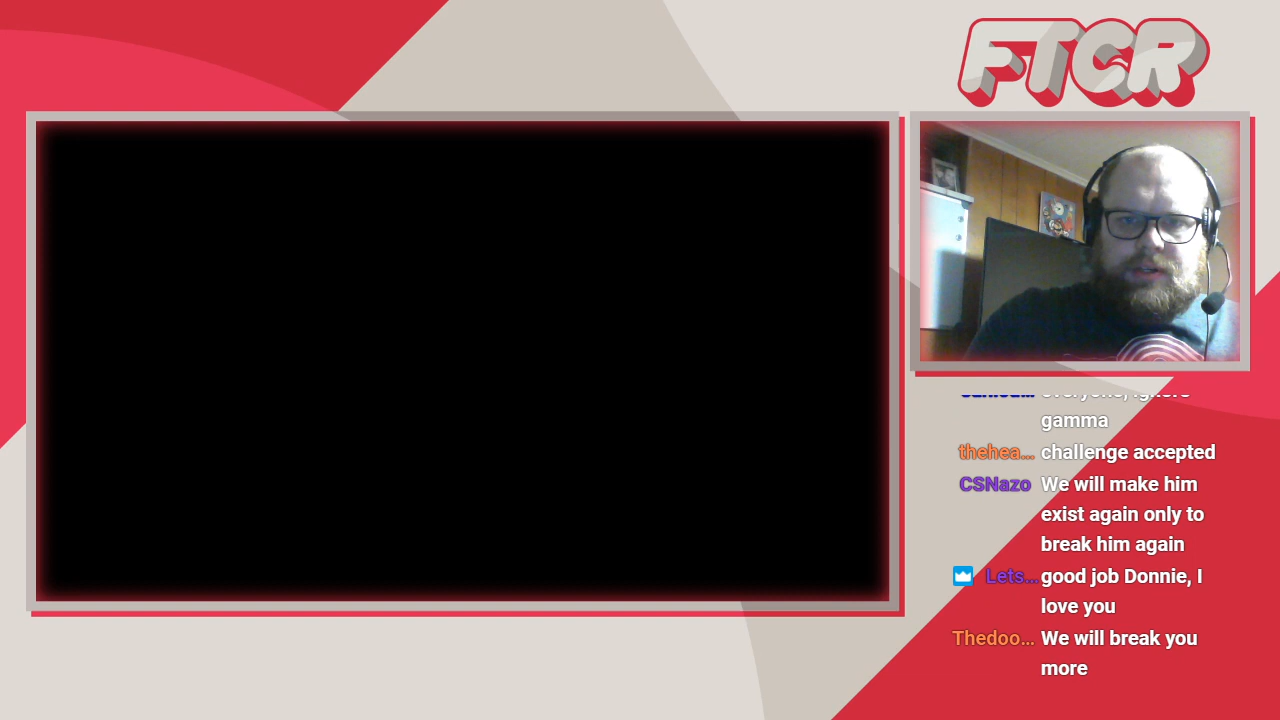 FTCR
gamma
thehea... challenge accepted
CSNazo We will make him
exist again only to
break him again
Lets... good job Donnie, I
love you
Thedoo... We will break you
more